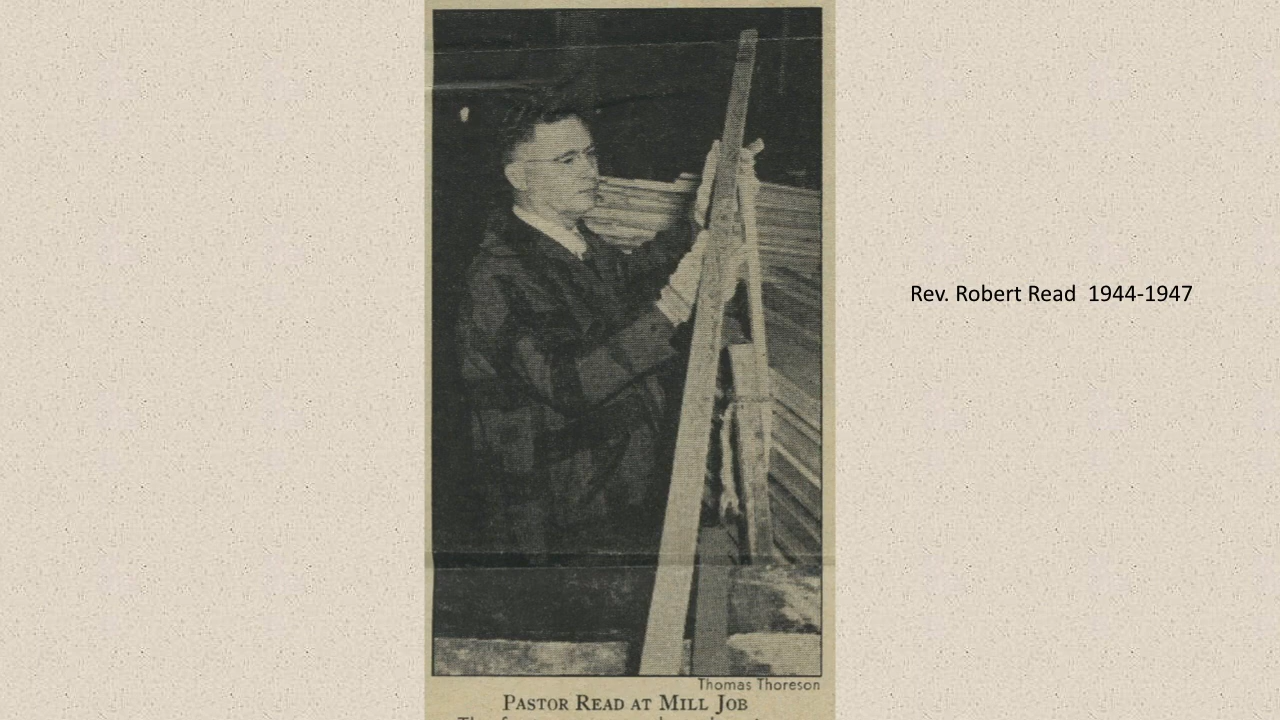 Rev. Robert Read 1944-1947
Thomas Thoreson
PASTOR READ AT MILL JOB